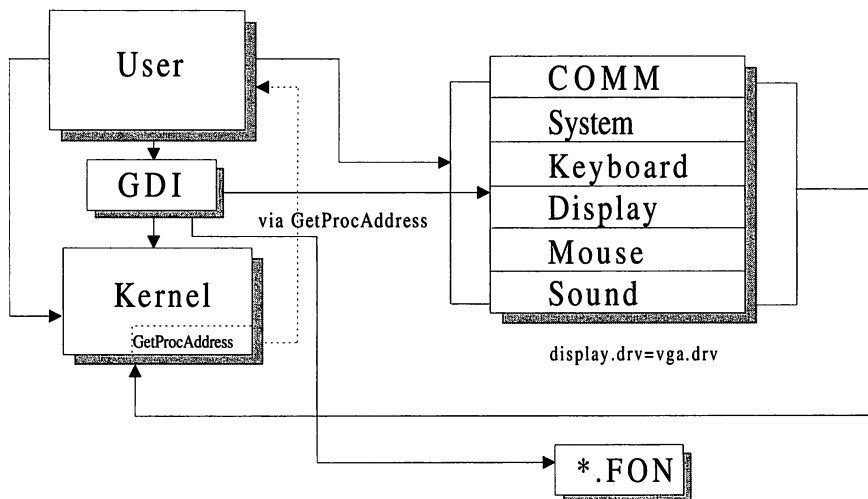 User
GDI
via GetProcAddress
Kernel
GetProcAddress
COMM
System
Keyboard
Display
Mouse
Sound
display.drv=vga.drv
*.FON